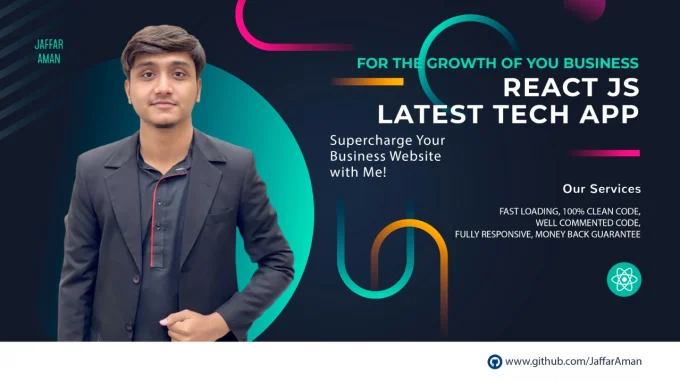 JAFFAR
AMAN
FOR THE GROWTH OF YOU BUSINESS
REACT JS
LATEST TECH APP
Supercharge Your
Business Website
with Me!
Our Services
FAST LOADING, 100% CLEAN CODE,
WELL COMMENTED CODE,
FULLY RESPONSIVE, MONEY BACK GUARANTEE
www.github.com/JaffarAman